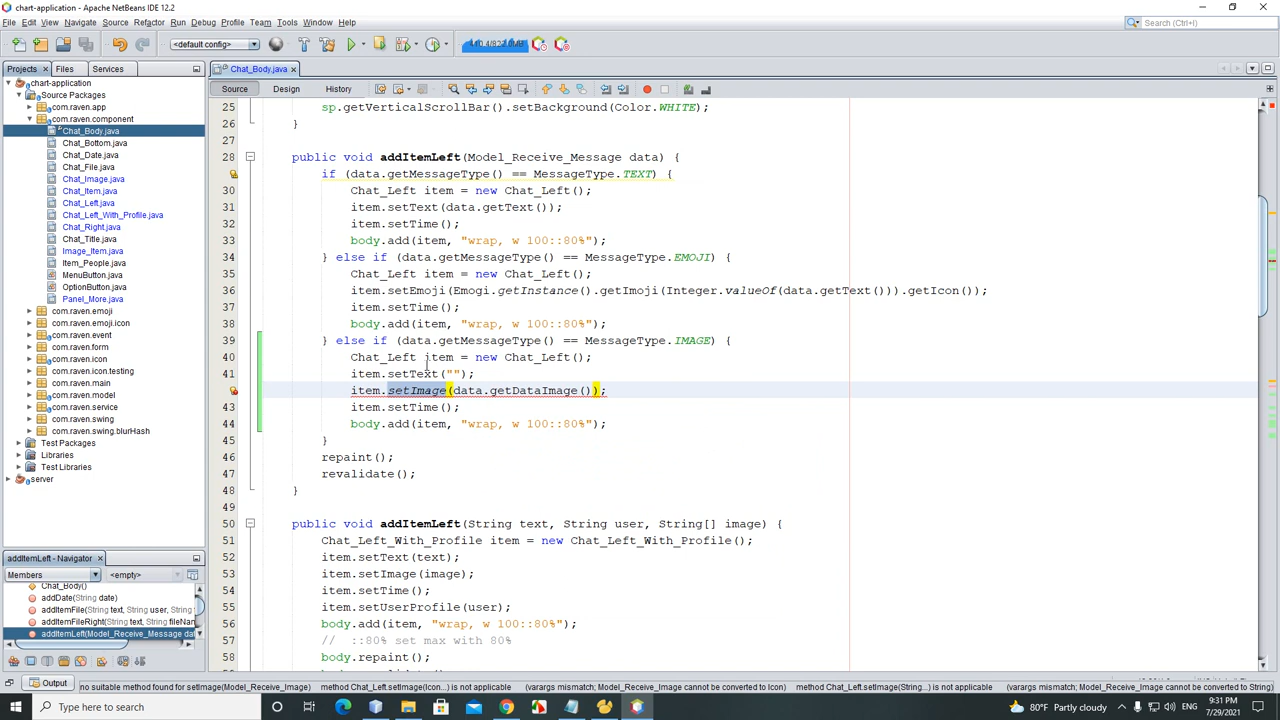 chart-application - Apache NetBeans IDE 12.2
File Edit View Navigate Source Refactor Run Debug Profile Team Tools Window Help
Search (Ctrl+I)
<default config>
Projects Files Services
Chat_Body.java
Source Design History
chart-application
Source Packages
com.raven.app
com.raven.component
Chat_Body.java
Chat_Bottom.java
Chat_Date.java
Chat_File.java
Chat_Image.java
Chat_Item.java
Chat_Left.java
Chat_Left_With_Profile.java
Chat_Right.java
Chat_Title.java
Image_Item.java
Item_People.java
MenuButton.java
OptionButton.java
Panel_More.java
com.raven.emoji
com.raven.emoji.icon
com.raven.event
com.raven.form
com.raven.icon
com.raven.icon.testing
com.raven.main
com.raven.model
com.raven.service
com.raven.swing
com.raven.swing.blurHash
Test Packages
Libraries
Test Libraries
server
25 sp.getVerticalScrollBar().setBackground(Color.WHITE);
26 }
27
28 public void addItemLeft(Model_Receive_Message data) {
if (data.getMessageType() == MessageType.TEXT) {
30 Chat_Left item = new Chat_Left();
31 item.setText(data.getText());
32 item.setTime();
33 body.add(item, "wrap, w 100::80%");
34 } else if (data.getMessageType() == MessageType.EMOJI) {
35 Chat_Left item = new Chat_Left();
36 item.setEmoji(Emogi.getInstance().getImoji(Integer.valueOf(data.getText())).getIcon());
37 item.setTime();
38 body.add(item, "wrap, w 100::80%");
39 } else if (data.getMessageType() == MessageType.IMAGE) {
40 Chat_Left item = new Chat_Left();
41 item.setText("");
item.setImage(data.getDataImage());
43 item.setTime();
44 body.add(item, "wrap, w 100::80%");
45 }
46 repaint();
47 revalidate();
48 }
49
50 public void addItemLeft(String text, String user, String[] image) {
51 Chat_Left_With_Profile item = new Chat_Left_With_Profile();
52 item.setText(text);
53 item.setImage(image);
54 item.setTime();
55 item.setUserProfile(user);
56 body.add(item, "wrap, w 100::80%");
57 // ::80% set max with 80%
58 body.repaint();
addItemLeft - Navigator
Members <empty>
Chat_Body()
addDate(String date)
addItemFile(String text, String user,
addItemFileRight(String text, String fileNam
addItemLeft(Model_Receive_Message dat
Output
no suitable method found for setImage(Model_Receive_Image) method Chat_Left.setImage(Icon...) is not applicable (varargs mismatch; Model_Receive_Image cannot be converted to Icon) method Chat_Left.setImage(String...) is not applicable (varargs mismatch; Model_Receive_Image cannot be converted to String)
Type here to search
80°F Partly cloudy
ENG
9:31 PM
7/29/2021